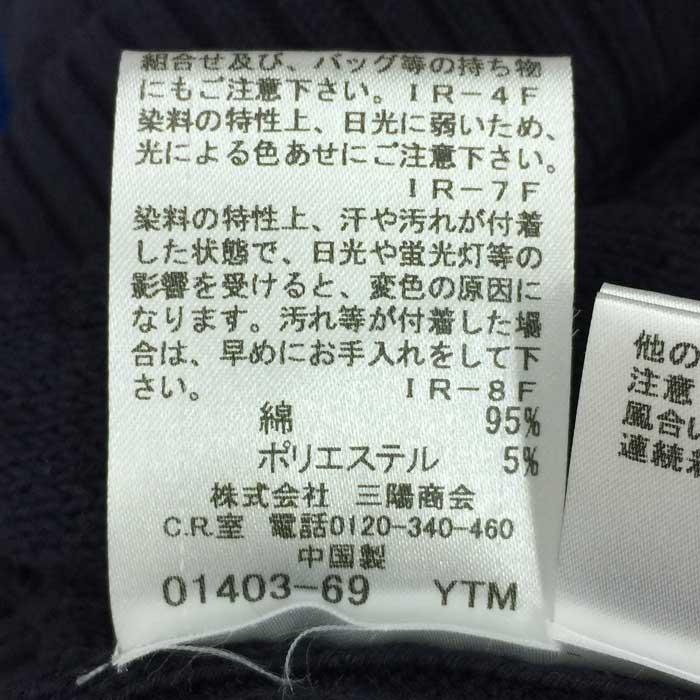 組合せ及び、バッグ等の持ち物
にもご注意下さい。IR-4F
染料の特性上、日光に弱いため、
光による色あせにご注意下さい。
IR-7F
染料の特性上、汗や汚れが付着
した状態で、日光や蛍光灯等の
影響を受けると、変色の原因に
なります。汚れ等が付着した場
合は、早めにお手入れをして下
さい。 IR-8F
綿 95%
ポリエステル 5%
株式会社 三陽商会
C.R.室 電話0120-340-460
中国製
01403-69 YTM
他の
注意
風合い
連続着